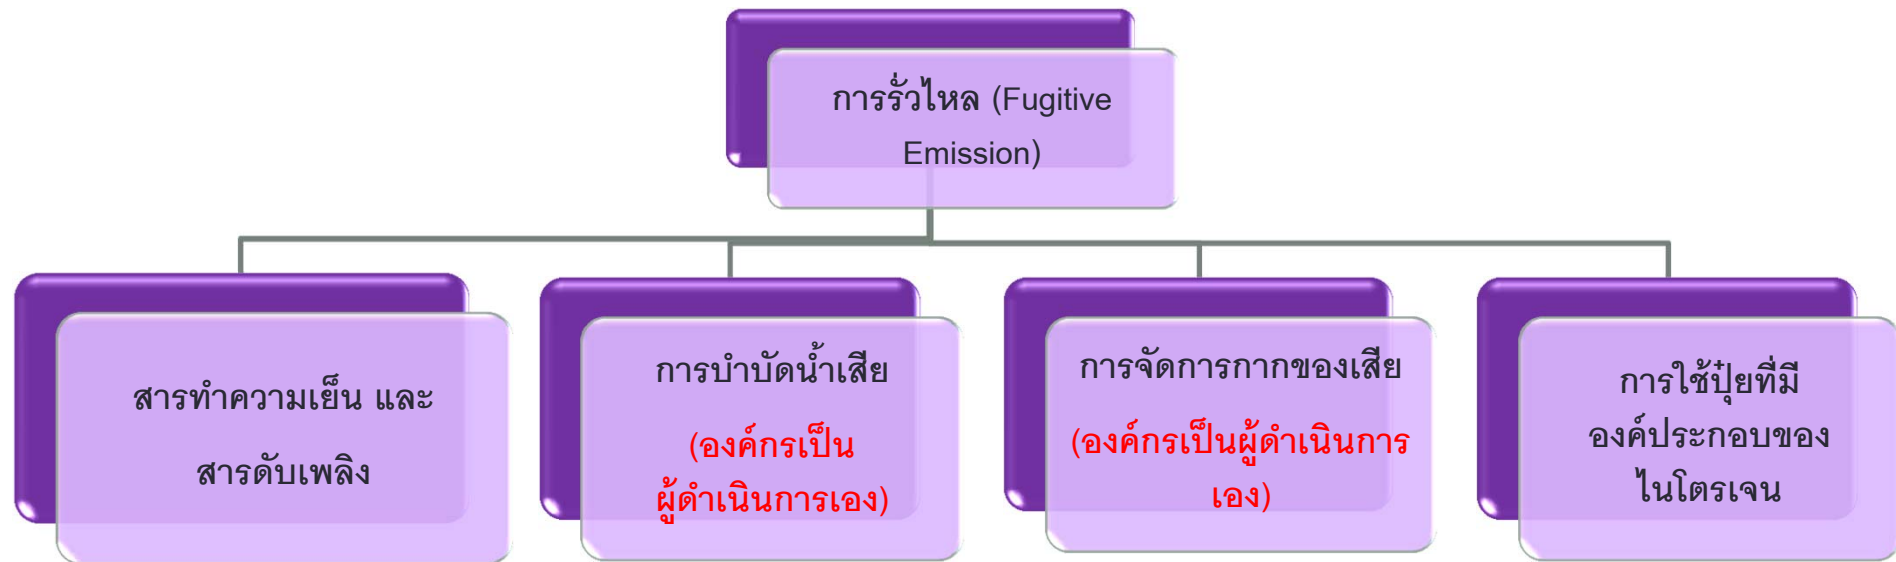 การรั่วไหล (Fugitive
Emission)
สารทำความเย็น และ
สารดับเพลิง
การบำบัดน้ำเสีย
(องค์กรเป็น
ผู้ดำเนินการเอง)
การจัดการกากของเสีย
(องค์กรเป็นผู้ดำเนินการ
เอง)
การใช้ปุ๋ยที่มี
องค์ประกอบของ
ไนโตรเจน